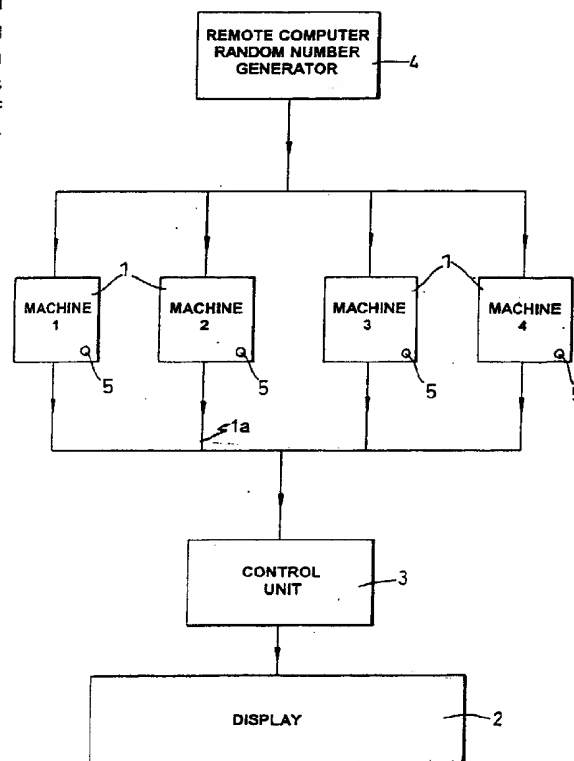 REMOTE COMPUTER
RANDOM NUMBER
GENERATOR
4
1
1
MACHINE
1
MACHINE
2
MACHINE
3
MACHINE
4
5
5
5
1a
CONTROL
UNIT
3
DISPLAY
2